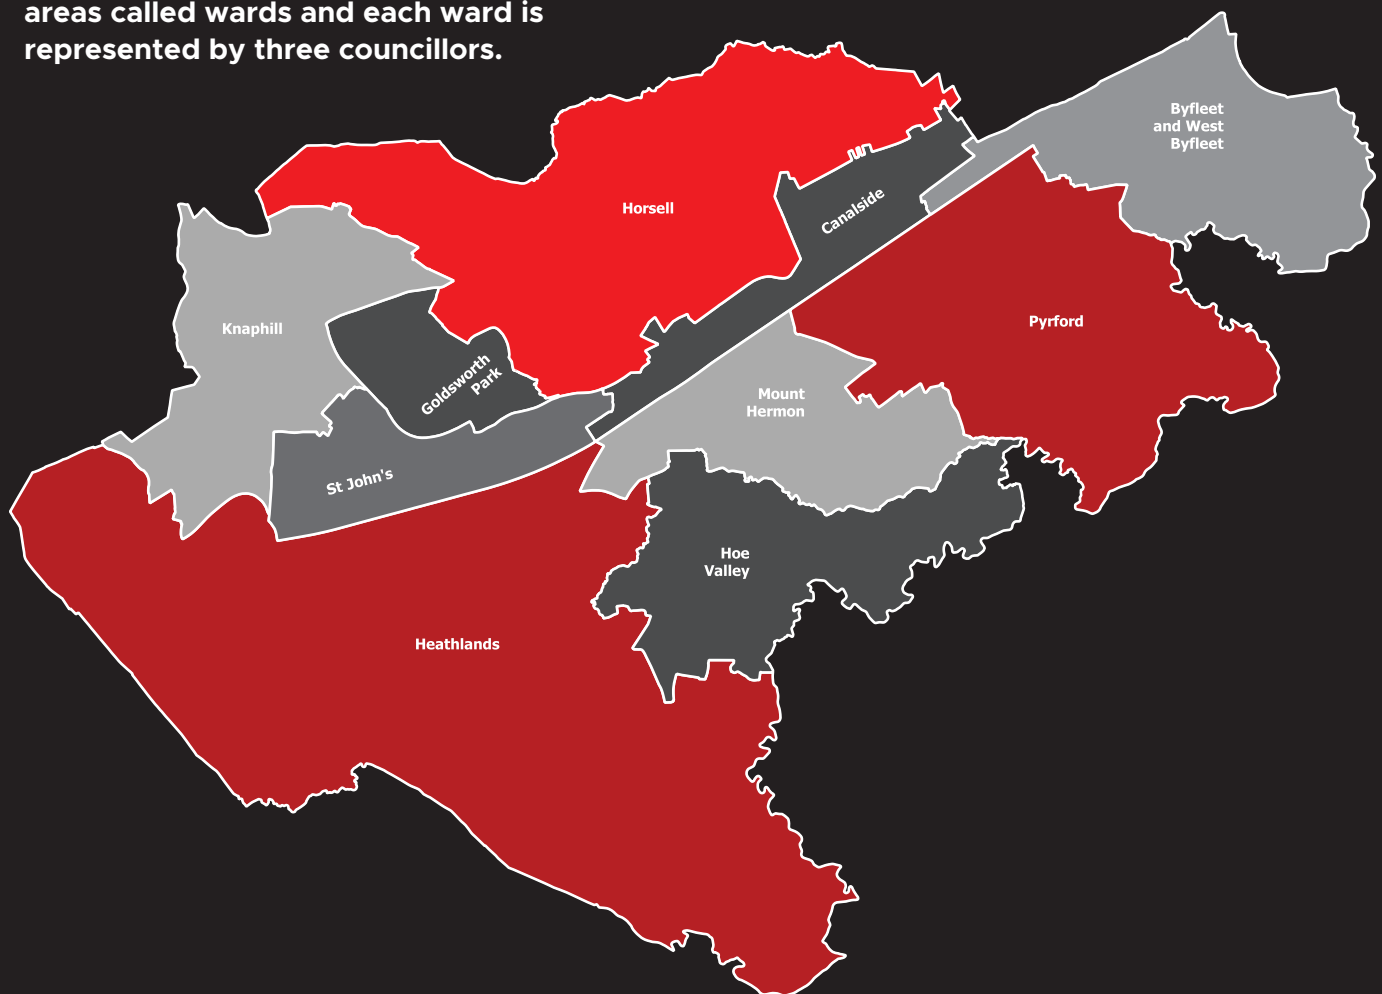 areas called wards and each ward is
represented by three councillors.
Byfleet
and West
Byfleet
Horsell
Canalside
Knaphill
Pyrford
Goldsworth
Park
Mount
Hermon
St John's
Hoe
Valley
Heathlands